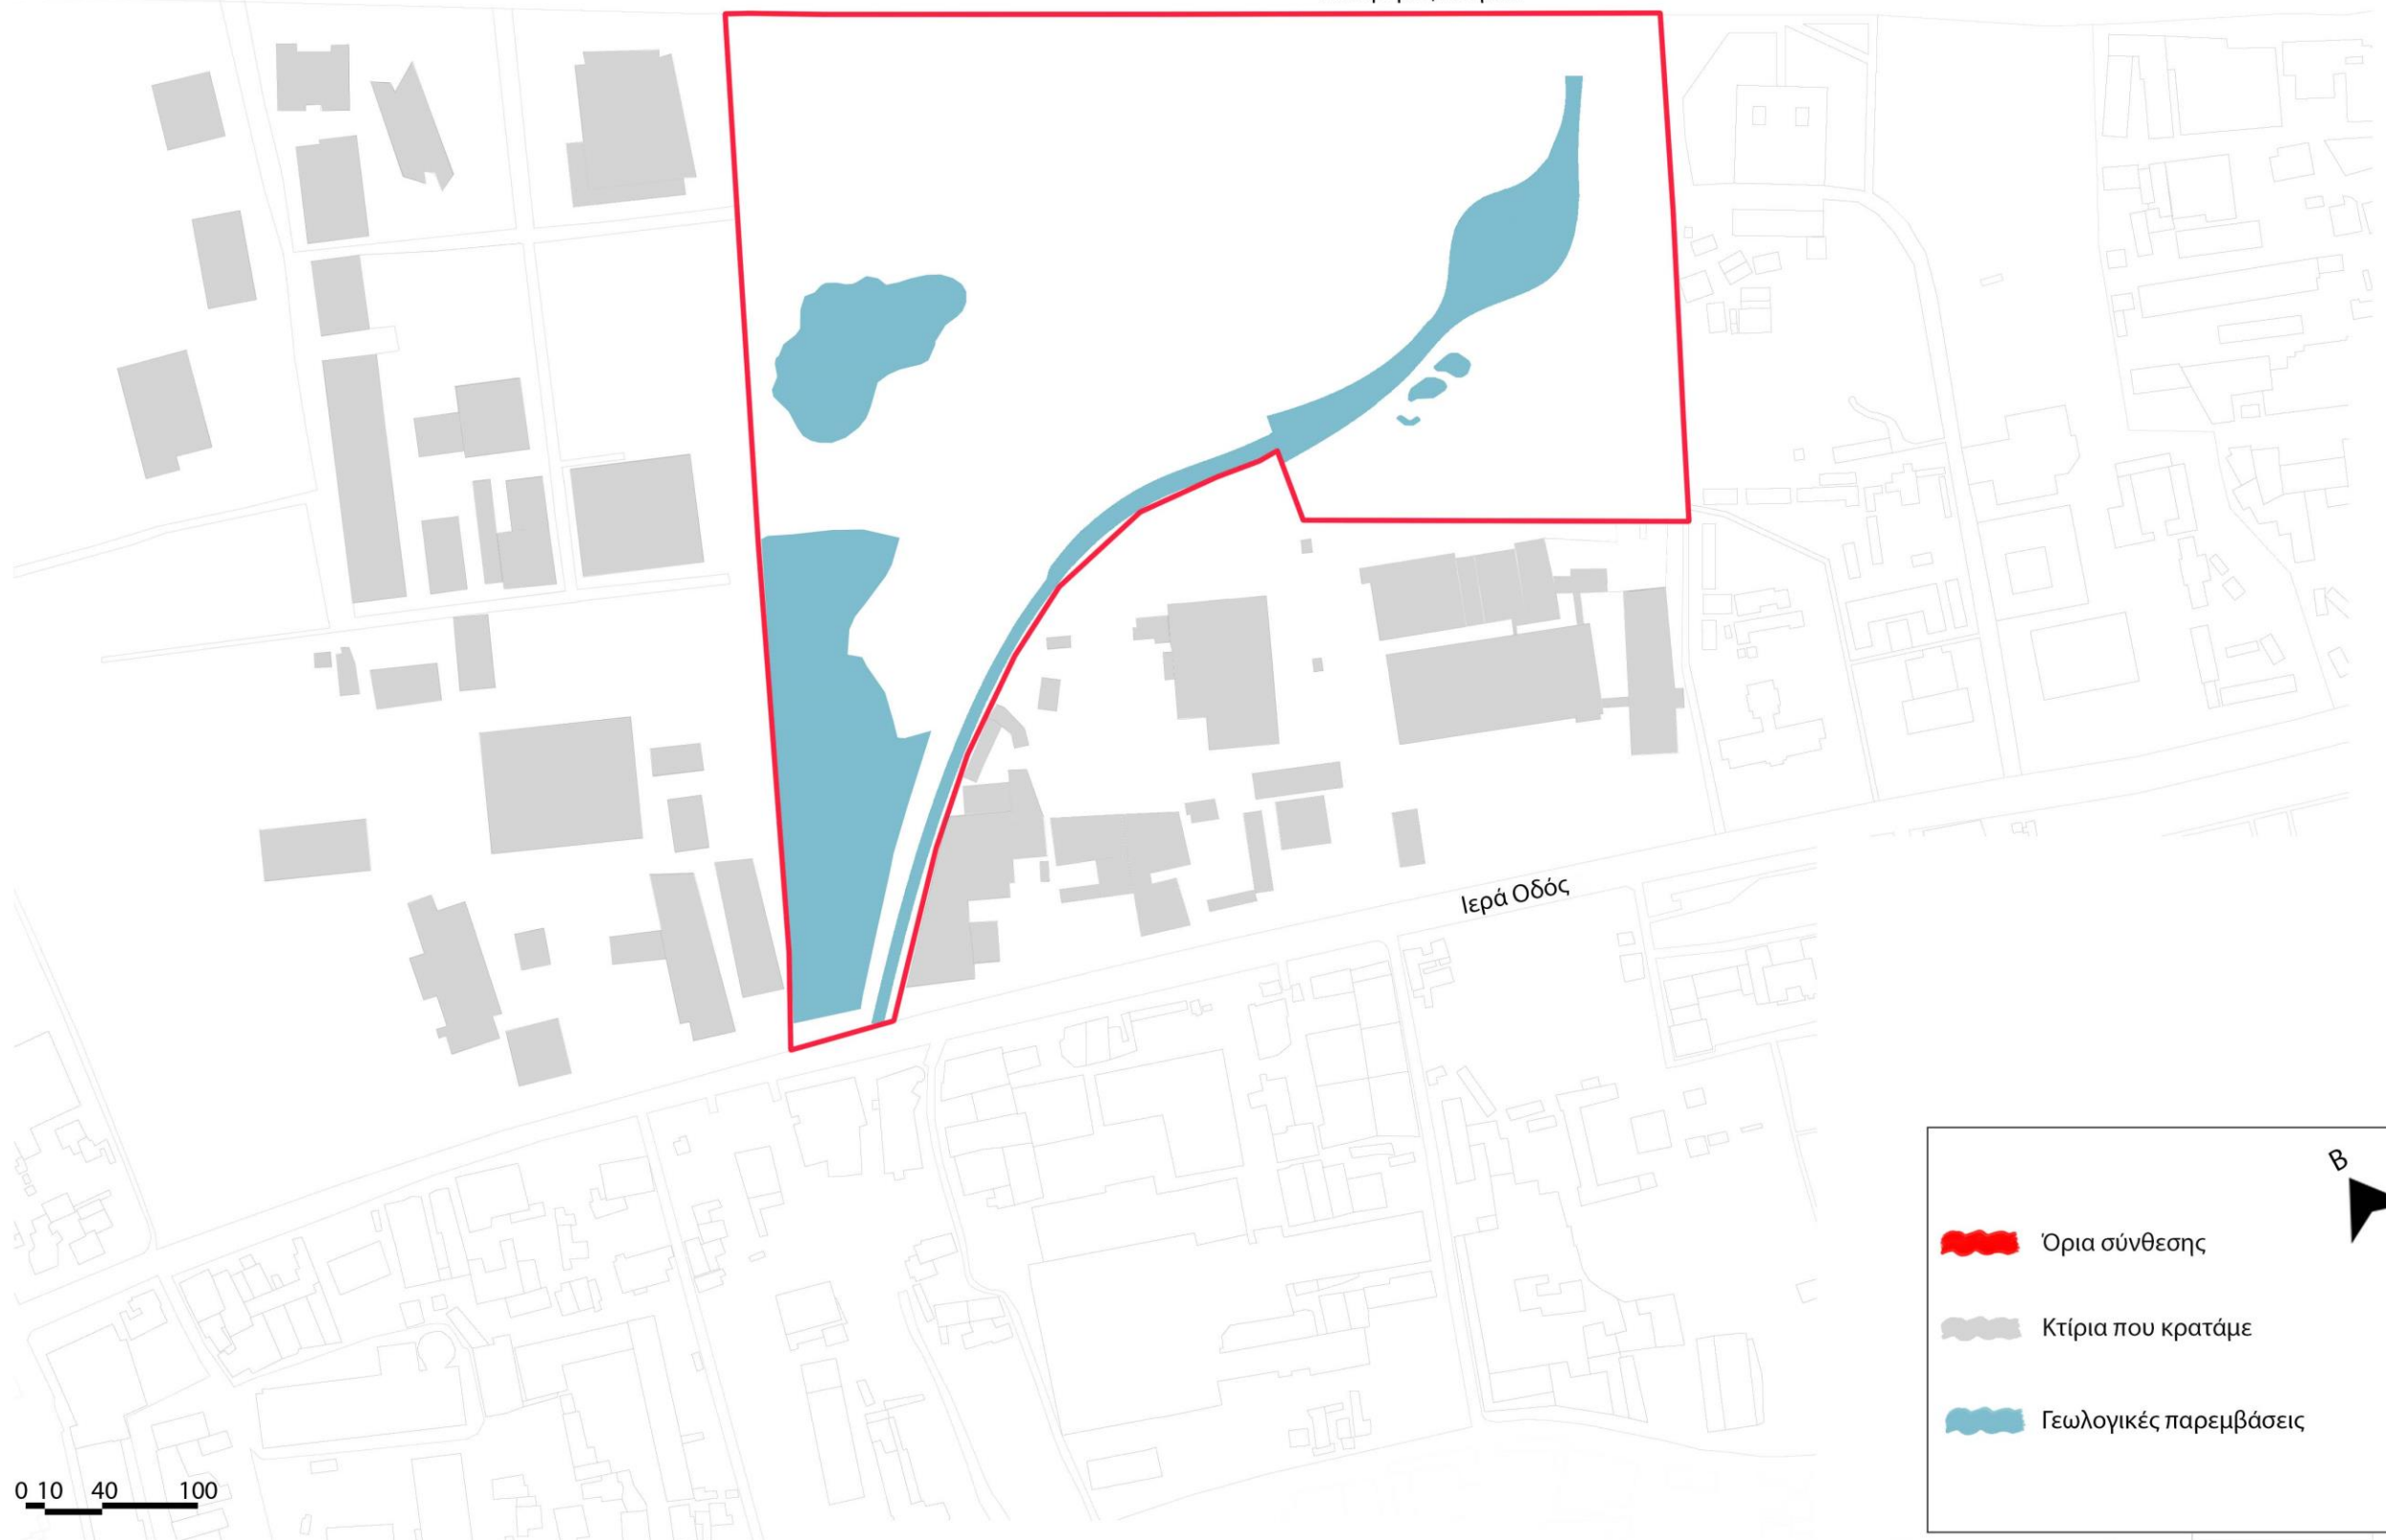 Ιερά Οδός
Β
Όρια σύνθεσης
Κτίρια που κρατάμε
Γεωλογικές παρεμβάσεις
0 10 40 100